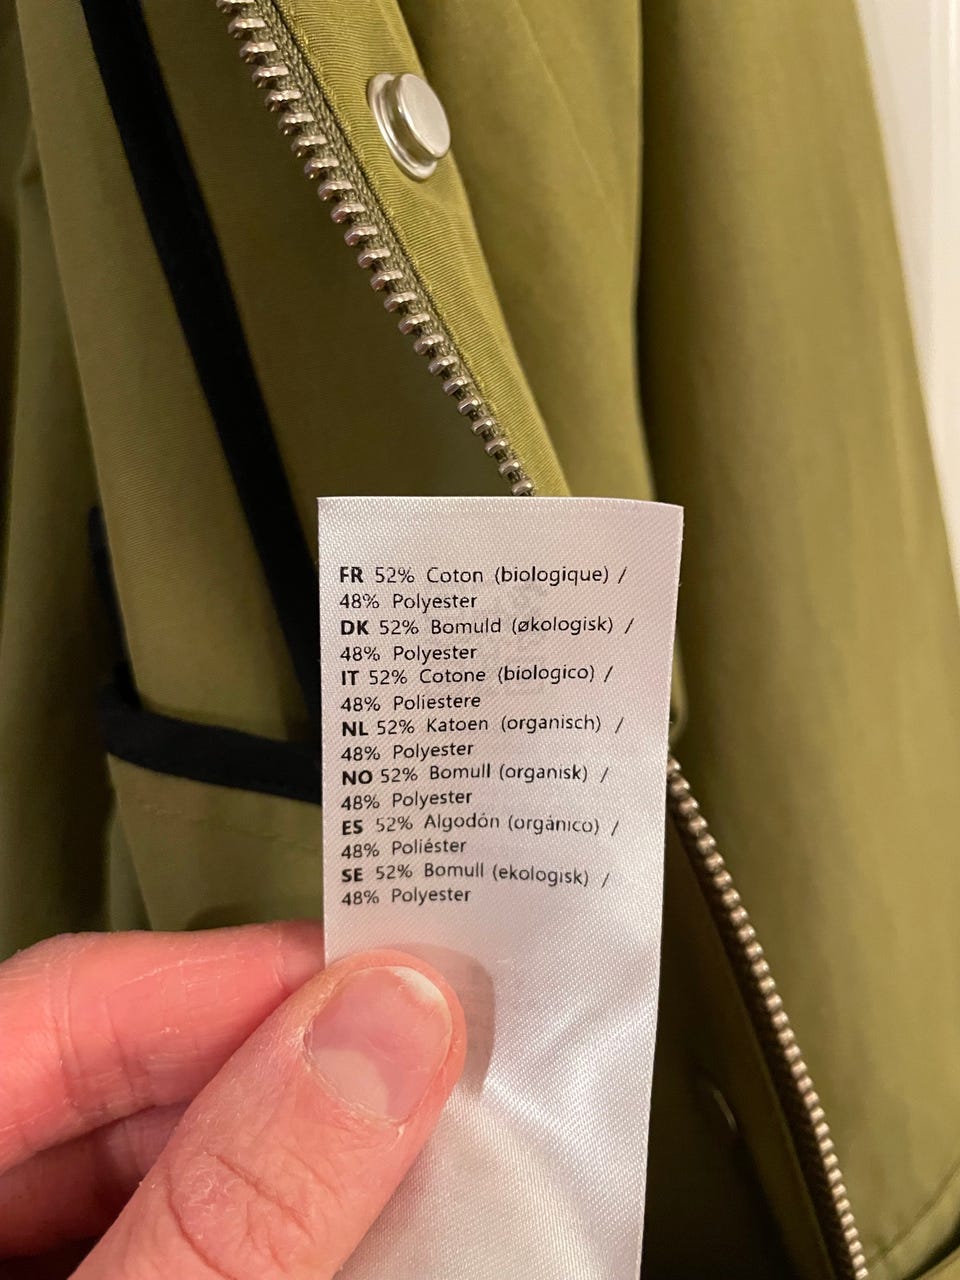 FR 52% Coton (biologique) /
48% Polyester
DK 52% Bomuld (økologisk) /
48% Polyester
IT 52% Cotone (biologico) /
48% Poliestere
NL 52% Katoen (organisch) /
48% Polyester
NO 52% Bomull (organisk) /
48% Polyester
ES 52% Algodón (orgánico) /
48% Poliéster
SE 52% Bomull (ekologisk) /
48% Polyester